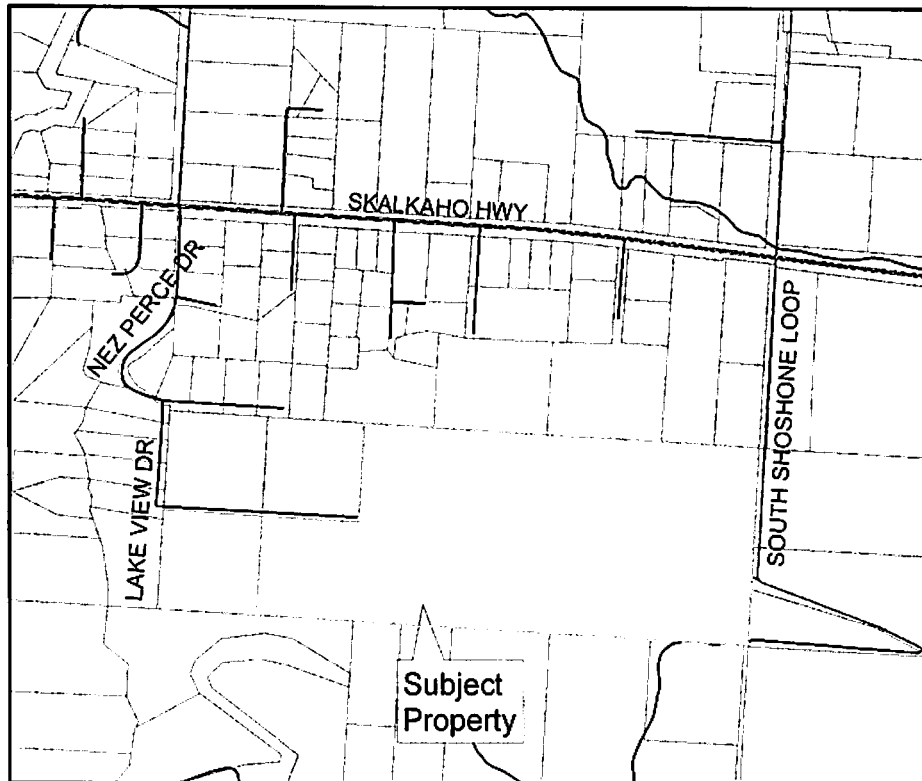 SKALKAHO HWY
NEZ PERCE DR
SOUTH SHOSHONE LOOP
LAKE VIEW DR
Subject
Property